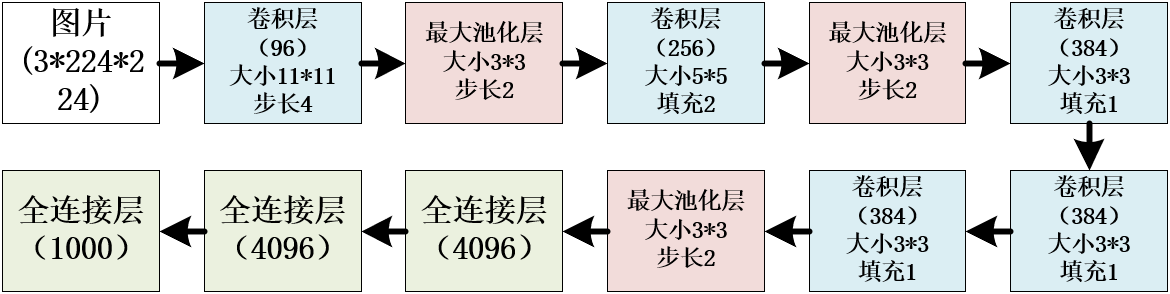 图片
(3*224*2
24)
卷积层
（96）
大小11*11
步长4
最大池化层
大小3*3
步长2
卷积层
（256）
大小5*5
填充2
最大池化层
大小3*3
步长2
卷积层
（384）
大小3*3
填充1
卷积层
（384）
大小3*3
填充1
卷积层
（384）
大小3*3
填充1
最大池化层
大小3*3
步长2
全连接层
（4096）
全连接层
（4096）
全连接层
（1000）